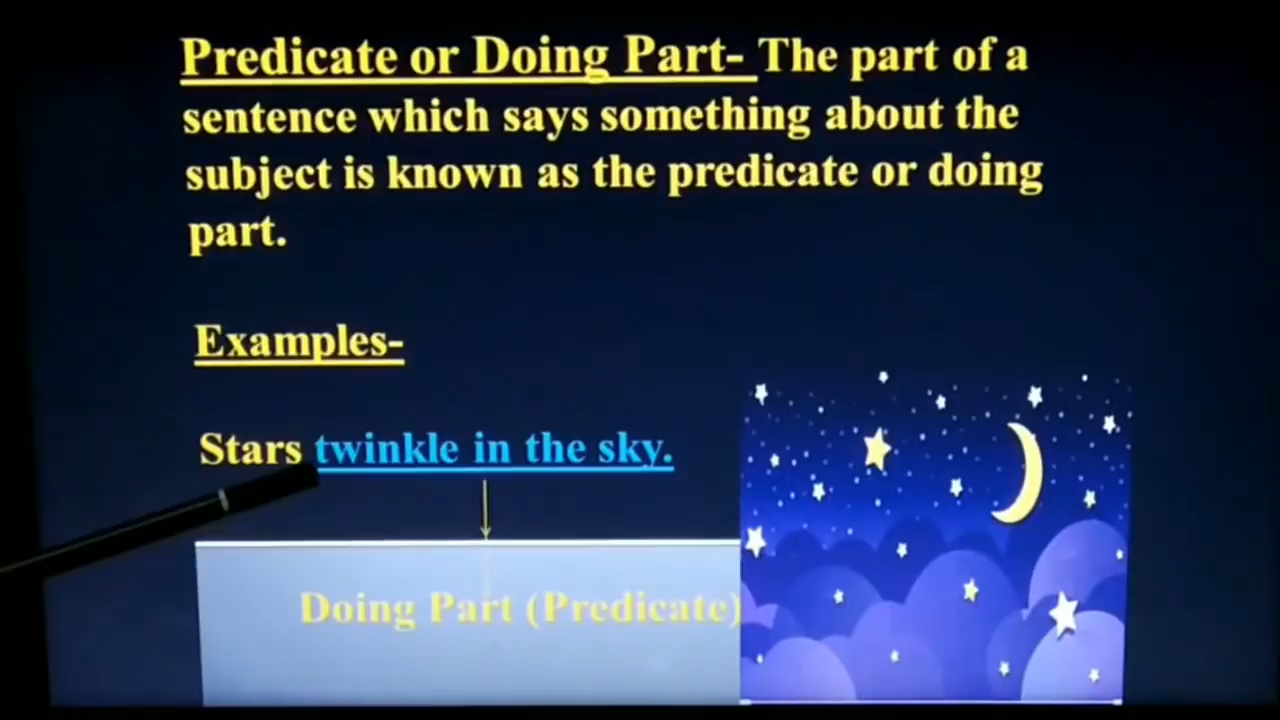 Predicate or Doing Part- The part of a
sentence which says something about the
subject is known as the predicate or doing
part.
Examples-
Stars twinkle in the sky.
Doing Part (Predicate)